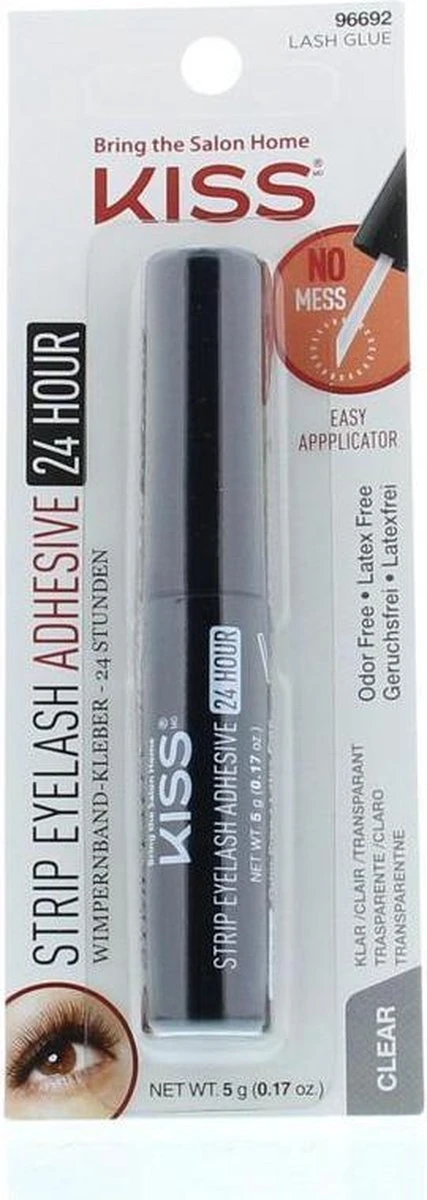 96692
LASH GLUE
Bring the Salon Home
KISS®
MD
NO
MESS
EASY
APPPLICATOR
STRIP EYELASH ADHESIVE 24 HOUR
WIMPERNBAND-KLEBER - 24 STUNDEN
Odor Free • Latex Free
Geruchsfrei • Latexfrei
Bring the Salon Home
KISS®
MD
STRIP EYELASH ADHESIVE 24 HOUR
NET WT. 5 g (0.17 oz.)
KLAR /CLAIR /TRANSPARANT
TRASPARENTE /CLARO
TRANSPARENTNE
CLEAR
NET WT. 5 g (0.17 oz.)